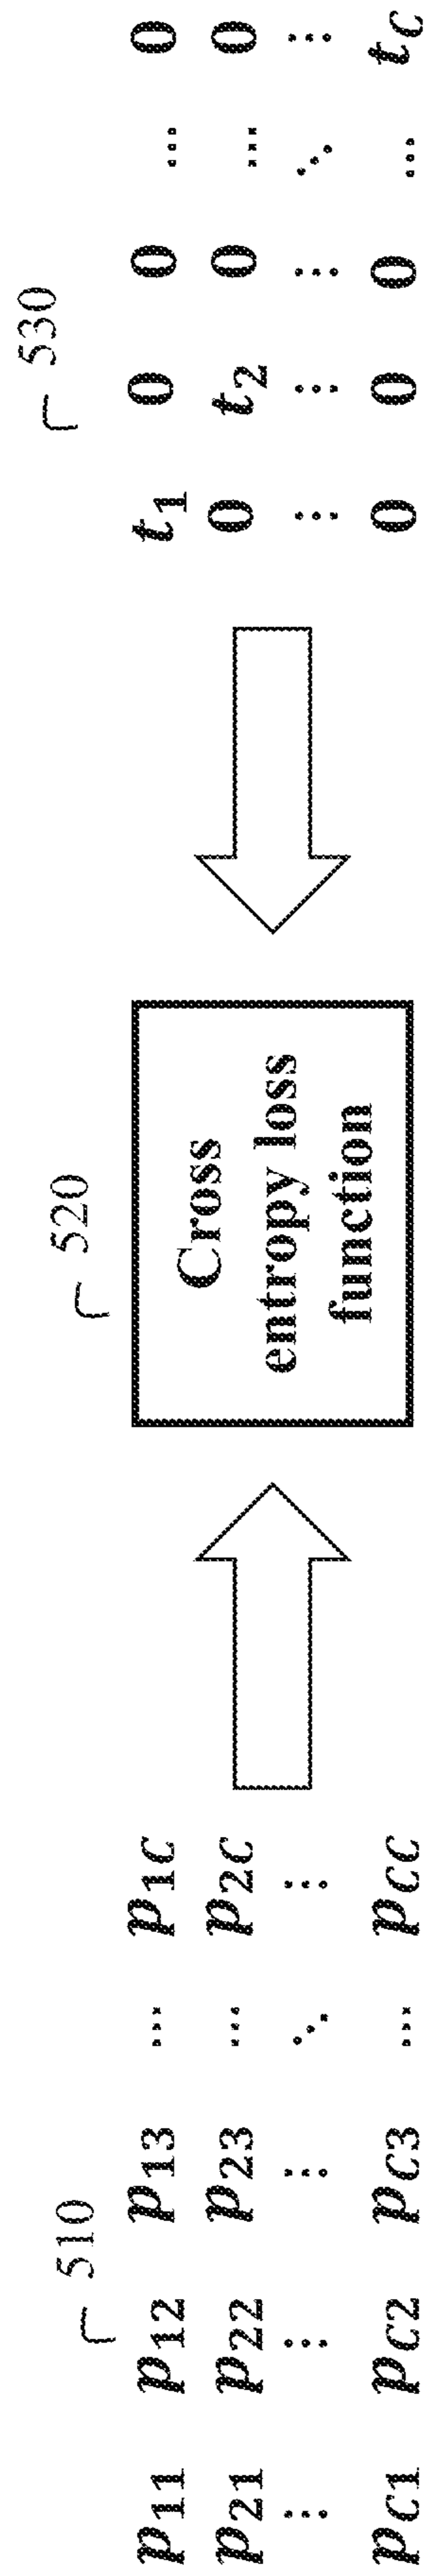 510
p11 p12 p13 ... p1C
p21 p22 p23 ... p2C
⋮ ⋮ ⋮ ⋱ ⋮
pC1 pC2 pC3 ... pCC
520
Cross
entropy loss
function
530
t1 0 0 ... 0
0 t2 0 ... 0
⋮ ⋮ ⋮ ⋱ ⋮
0 0 0 ... tC